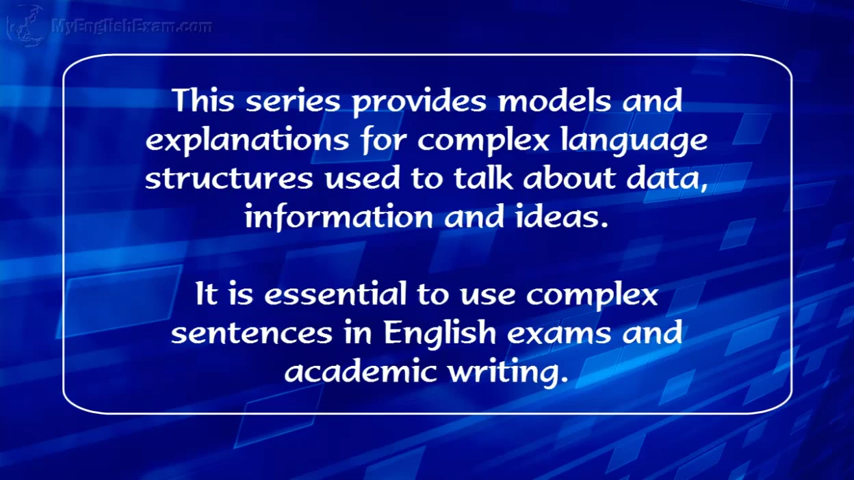 MyEnglishExam.com
This series provides models and
explanations for complex language
structures used to talk about data,
information and ideas.
It is essential to use complex
sentences in English exams and
academic writing.